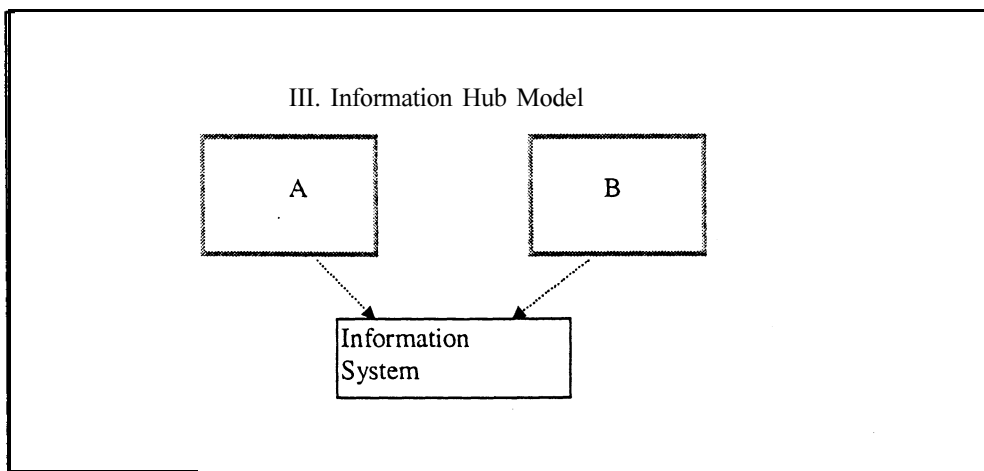 III. Information Hub Model
A
B
Information
System